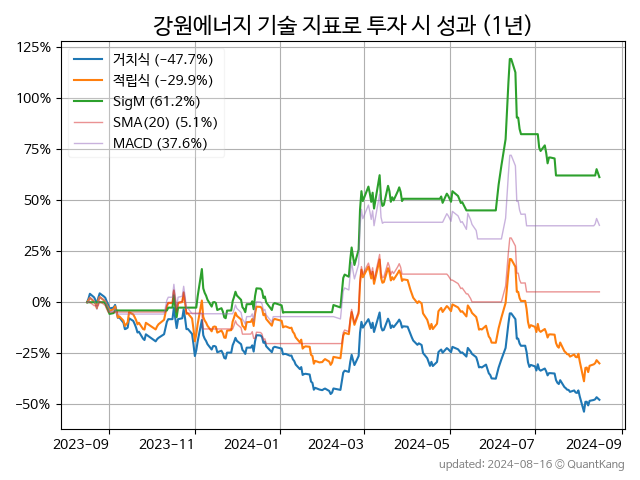 강원에너지 기술 지표로 투자 시 성과 (1년)
125%
100%
75%
50%
25%
0%
−25%
−50%
거치식 (−47.7%)
적립식 (−29.9%)
SigM (61.2%)
SMA(20) (5.1%)
MACD (37.6%)
2023-09
2023-11
2024-01
2024-03
2024-05
2024-07
2024-09
updated: 2024-08-16 © QuantKang